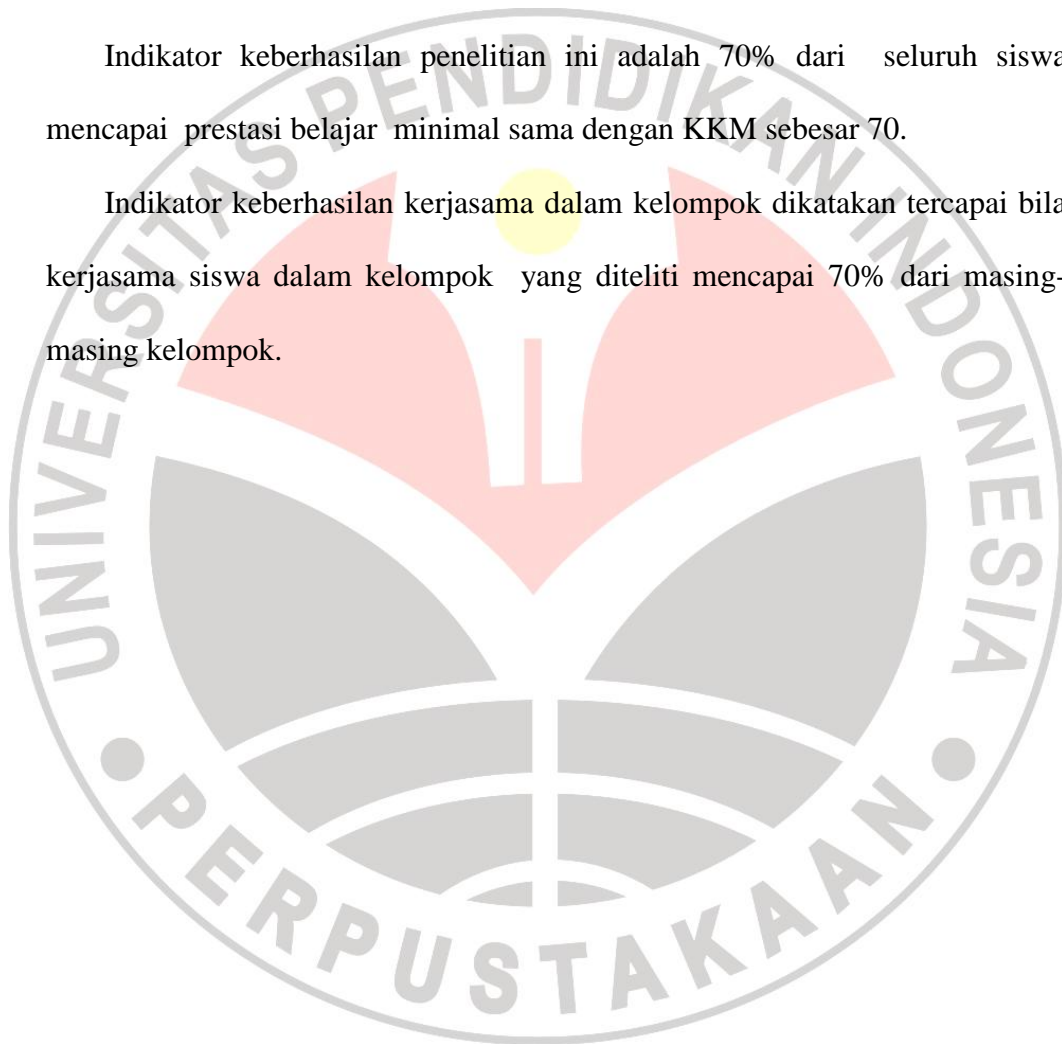 Indikator keberhasilan penelitian ini adalah 70% dari seluruh siswa
mencapai prestasi belajar minimal sama dengan KKM sebesar 70.
Indikator keberhasilan kerjasama dalam kelompok dikatakan tercapai bila
kerjasama siswa dalam kelompok yang diteliti mencapai 70% dari masing-
masing kelompok.
UNIVERSITAS PENDIDIKAN INDONESIA
PERPUSTAKAAN